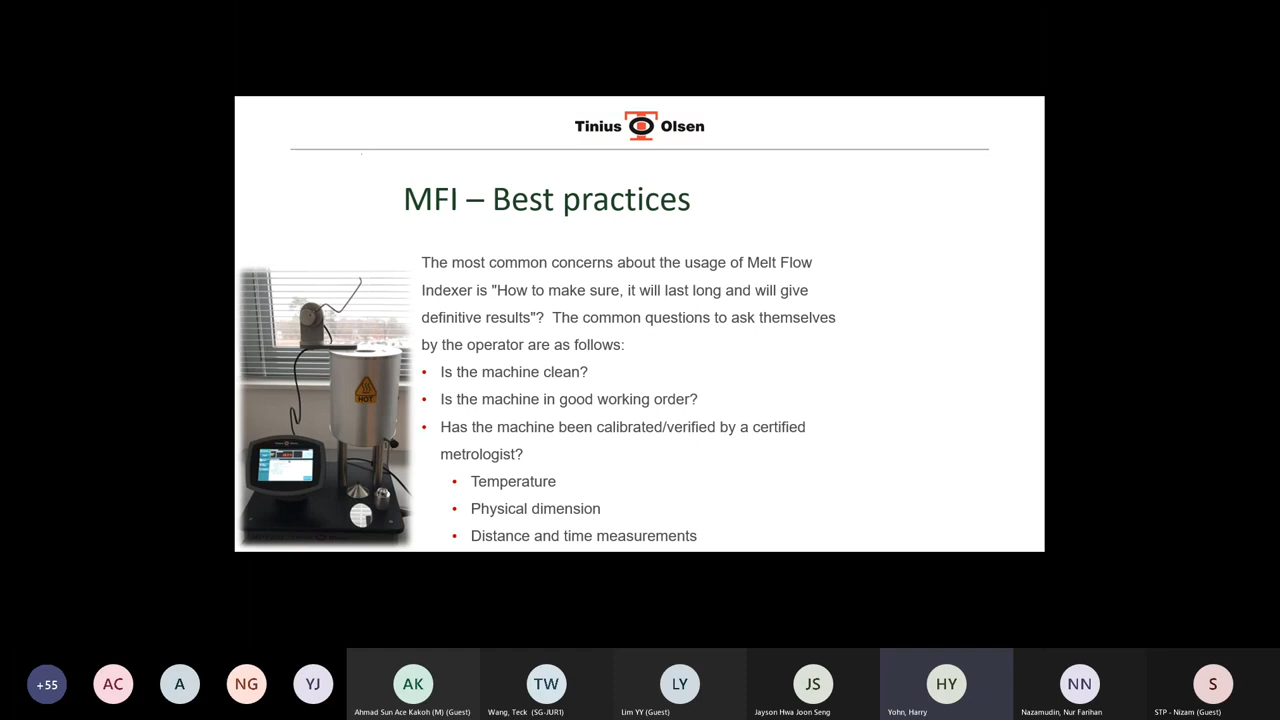 Tinius Olsen
MFI – Best practices
The most common concerns about the usage of Melt Flow
Indexer is "How to make sure, it will last long and will give
definitive results"? The common questions to ask themselves
by the operator are as follows:
• Is the machine clean?
• Is the machine in good working order?
• Has the machine been calibrated/verified by a certified
metrologist?
• Temperature
• Physical dimension
• Distance and time measurements
HOT
+55
AC
A
NG
YJ
AK
TW
LY
JS
HY
NN
S
Ahmad Sun Ace Kakoh (M) (Guest)
Wang, Teck (SG-JUR1)
Lim YY (Guest)
Jayson Hwa Joon Seng
Yohn, Harry
Nazamudin, Nur Farihan
STP - Nizam (Guest)